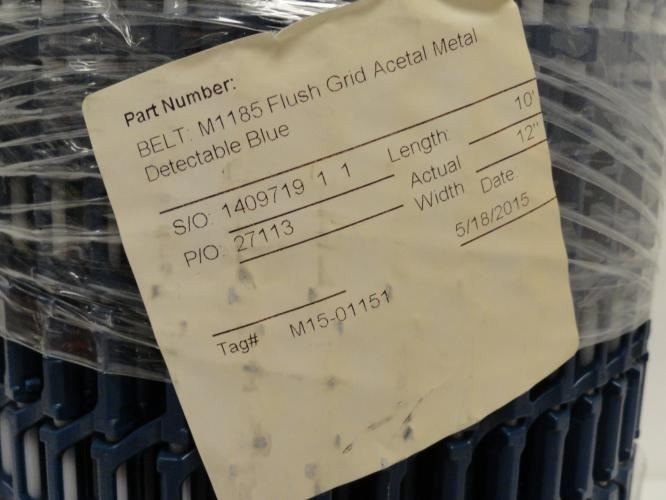 Part Number:
BELT: M1185 Flush Grid Acetal Metal
Detectable Blue
S/O: 1409719 1 1 Length: 10'
P/O: 27113 Actual Width 12"
Date
5/18/2015
Tag# M15-01151